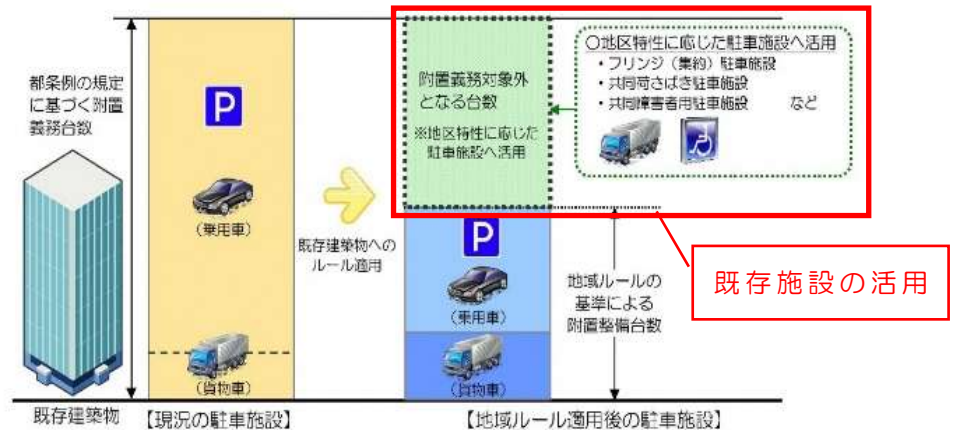 都条例の規定
に基づく附置
義務台数
P
(乗用車)
(貨物車)
既存建築物
【現況の駐車施設】
既存建築物への
ルール適用
附置義務対象外
となる台数
※地区特性に応じた
駐車施設へ活用
P
(乗用車)
(貨物車)
【地域ルール適用後の駐車施設】
〇地区特性に応じた駐車施設へ活用
・フリンジ（集約）駐車施設
・共同荷さばき駐車施設
・共同障害者用駐車施設 など
地域ルールの
基準による
附置整備台数
既存施設の活用